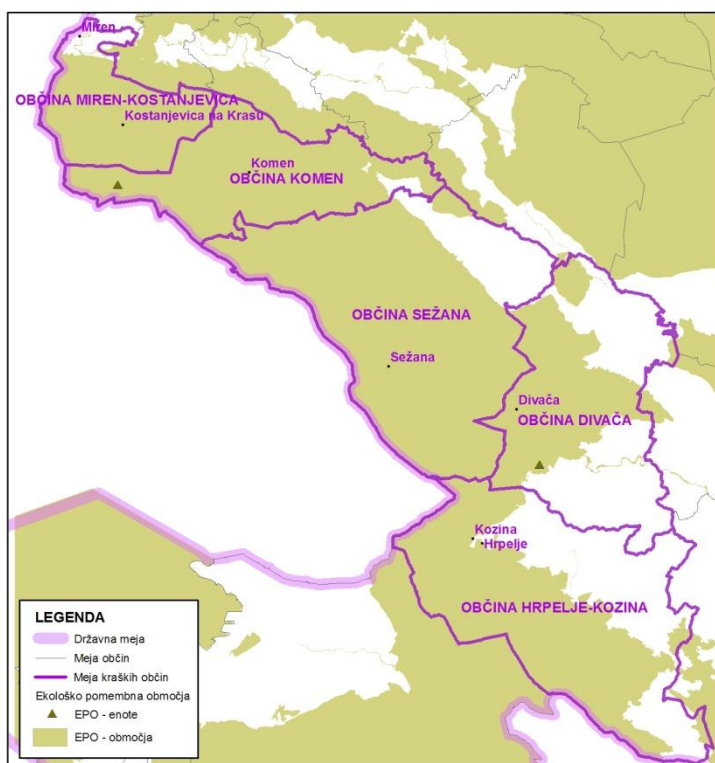 Miren
OBČINA MIREN-KOSTANJEVICA
Kostanjevica na Krasu
Komen
OBČINA KOMEN
OBČINA SEŽANA
Sežana
Divača
OBČINA DIVAČA
Kozina
Hrpelje
OBČINA HRPELJE-KOZINA
LEGENDA
Državna meja
Meja občin
Meja kraških občin
Ekološko pomembna območja
EPO - enote
EPO - območja